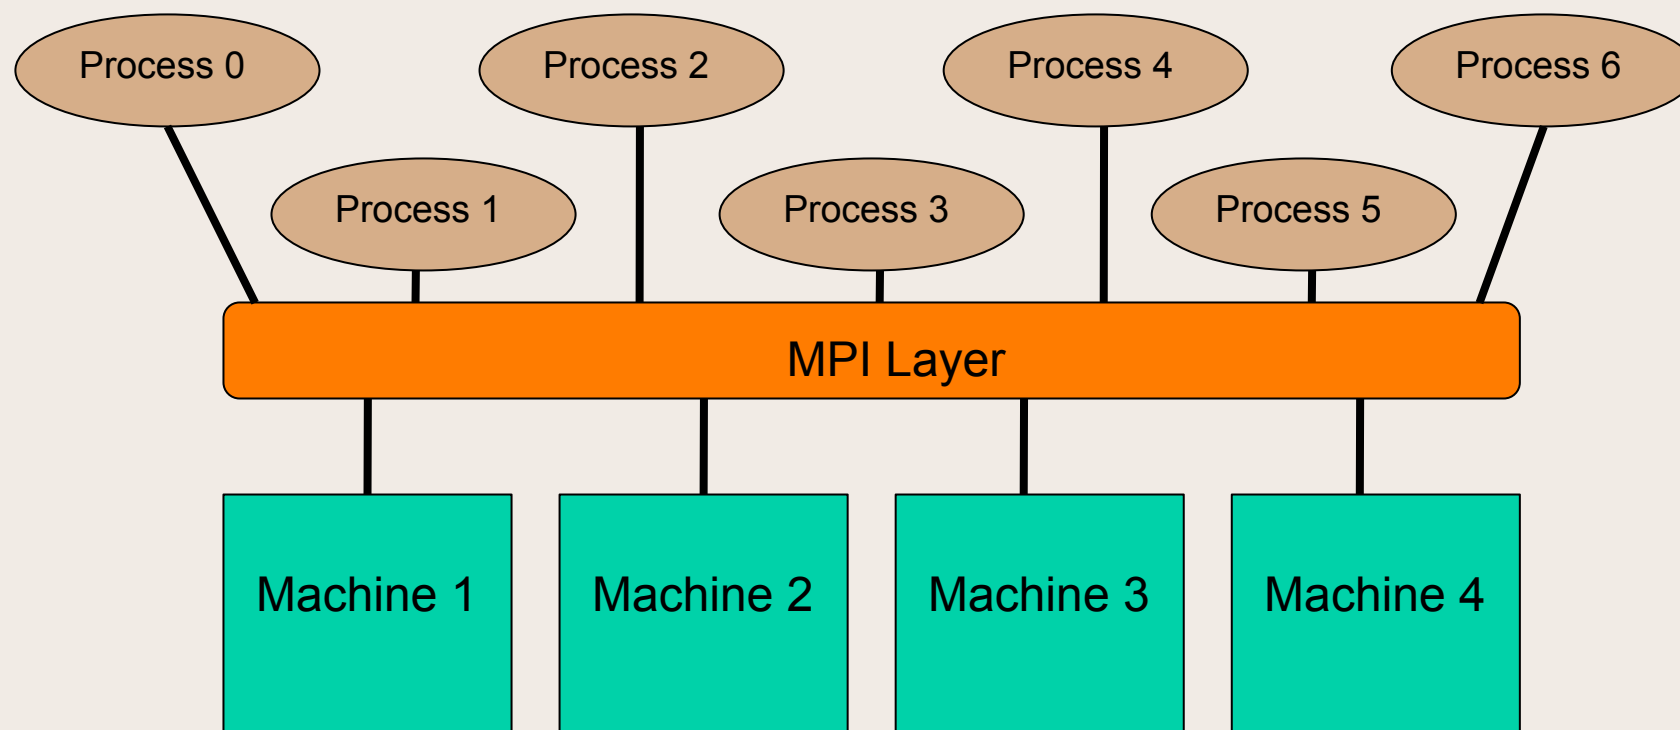 Process 0
Process 2
Process 4
Process 6
Process 1
Process 3
Process 5
MPI Layer
Machine 1
Machine 2
Machine 3
Machine 4